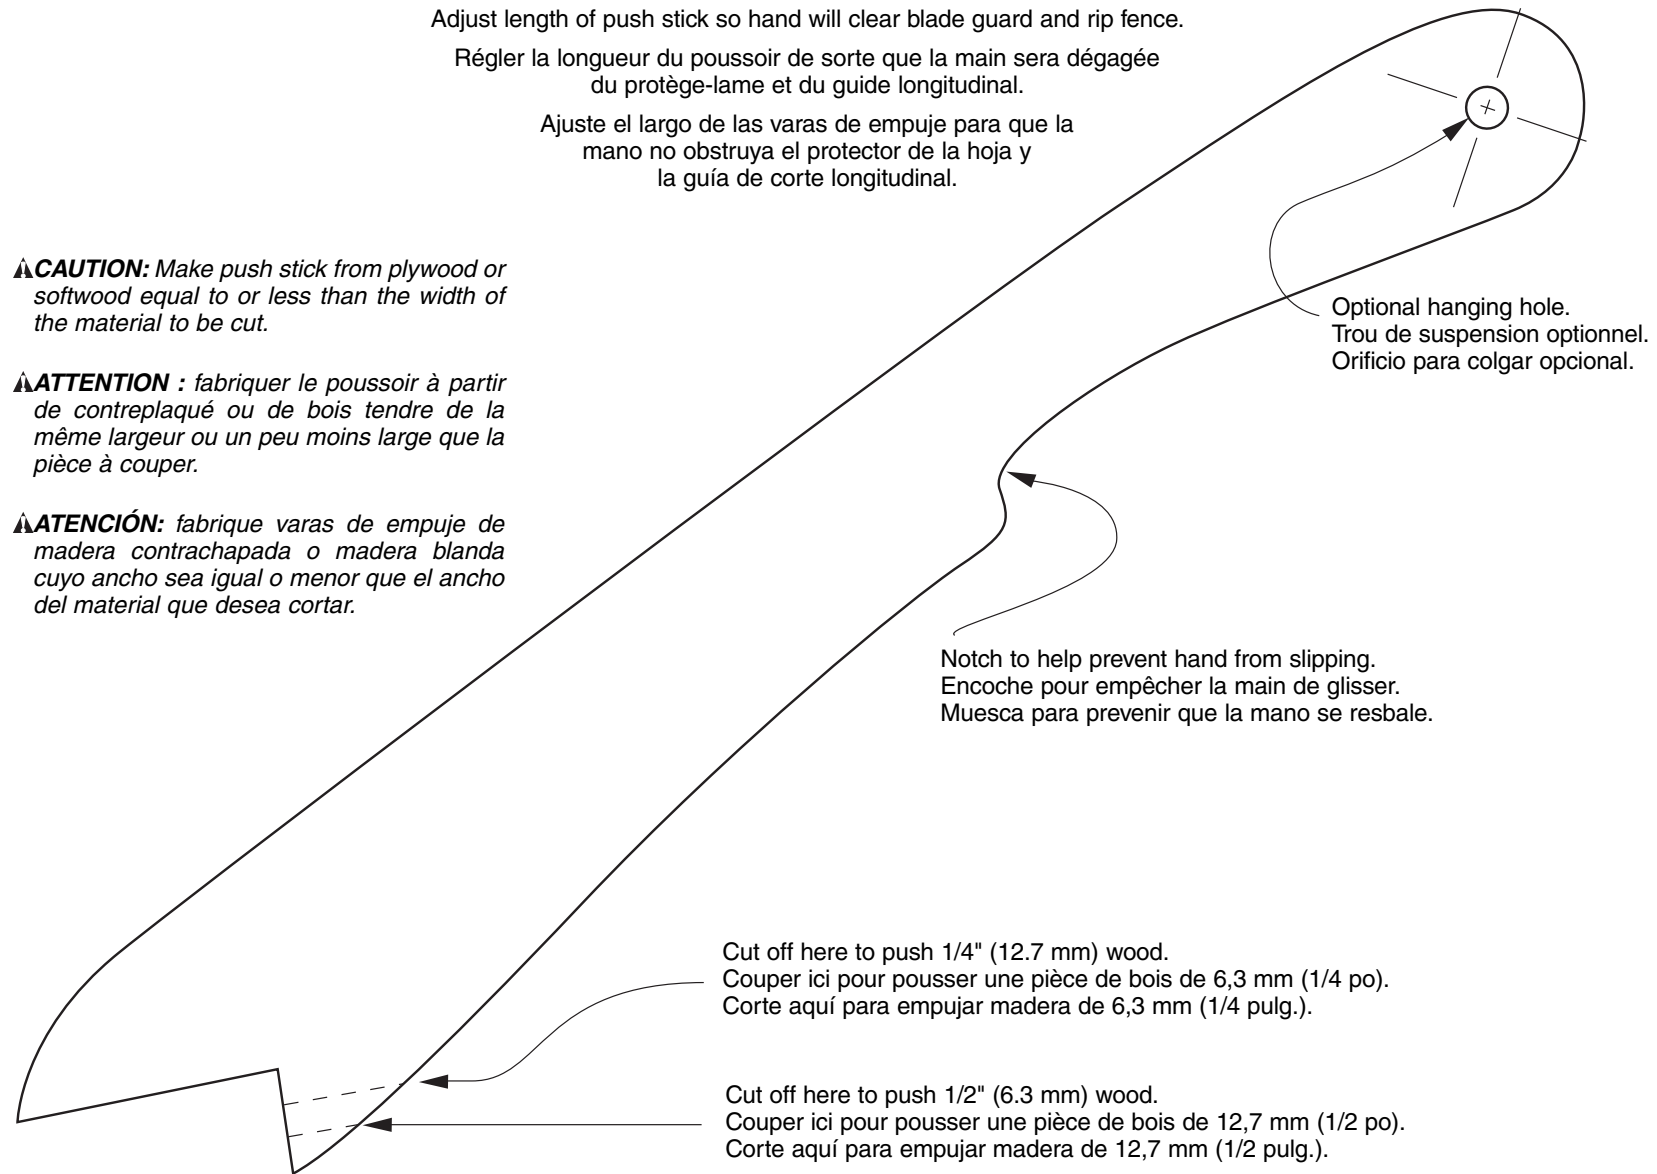 Adjust length of push stick so hand will clear blade guard and rip fence.
Régler la longueur du poussoir de sorte que la main sera dégagée
du protège-lame et du guide longitudinal.
Ajuste el largo de las varas de empuje para que la
mano no obstruya el protector de la hoja y
la guía de corte longitudinal.
CAUTION: Make push stick from plywood or
softwood equal to or less than the width of
the material to be cut.
ATTENTION : fabriquer le poussoir à partir
de contreplaqué ou de bois tendre de la
même largeur ou un peu moins large que la
pièce à couper.
ATENCIÓN: fabrique varas de empuje de
madera contrachapada o madera blanda
cuyo ancho sea igual o menor que el ancho
del material que desea cortar.
Optional hanging hole.
Trou de suspension optionnel.
Orificio para colgar opcional.
Notch to help prevent hand from slipping.
Encoche pour empêcher la main de glisser.
Muesca para prevenir que la mano se resbale.
Cut off here to push 1/4" (12.7 mm) wood.
Couper ici pour pousser une pièce de bois de 6,3 mm (1/4 po).
Corte aquí para empujar madera de 6,3 mm (1/4 pulg.).
Cut off here to push 1/2" (6.3 mm) wood.
Couper ici pour pousser une pièce de bois de 12,7 mm (1/2 po).
Corte aquí para empujar madera de 12,7 mm (1/2 pulg.).